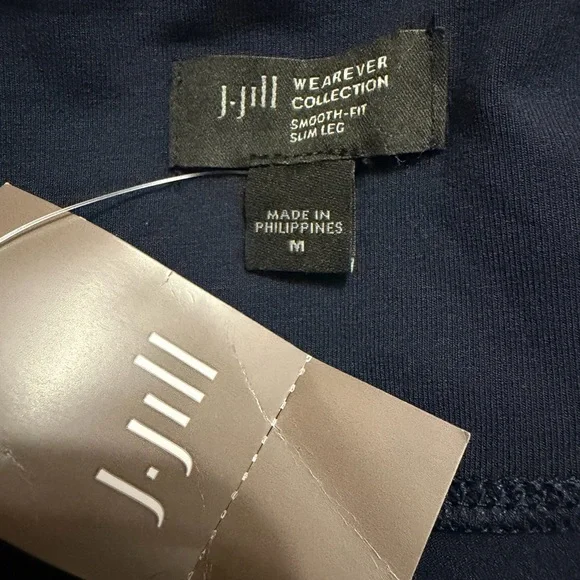 J.Jill
WEAREVER
COLLECTION
SMOOTH-FIT
SLIM LEG
MADE IN
PHILIPPINES
M
J.Jill